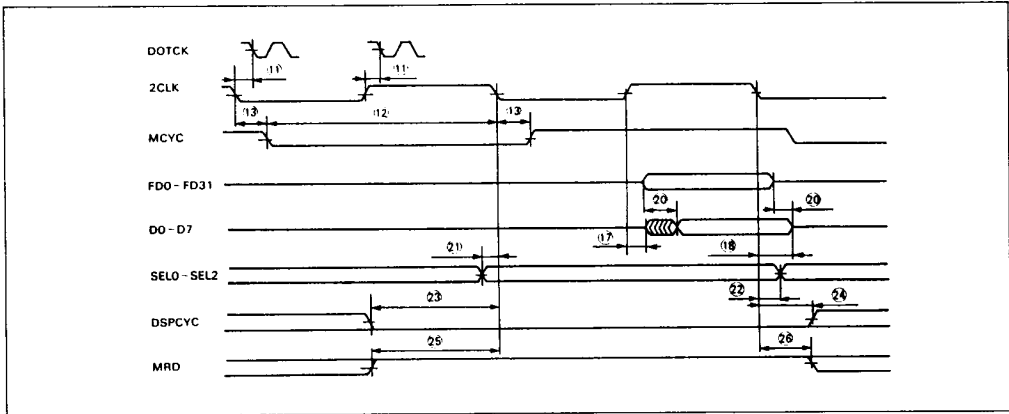 DOTCK
(11) (11)
2CLK
(13) (12) (13)
MCYC
FD0-FD31
(20) (20)
D0-D7
(17) (18)
(21)
SEL0-SEL2
(23) (22) (24)
DSPCYC
(25) (26)
MRD